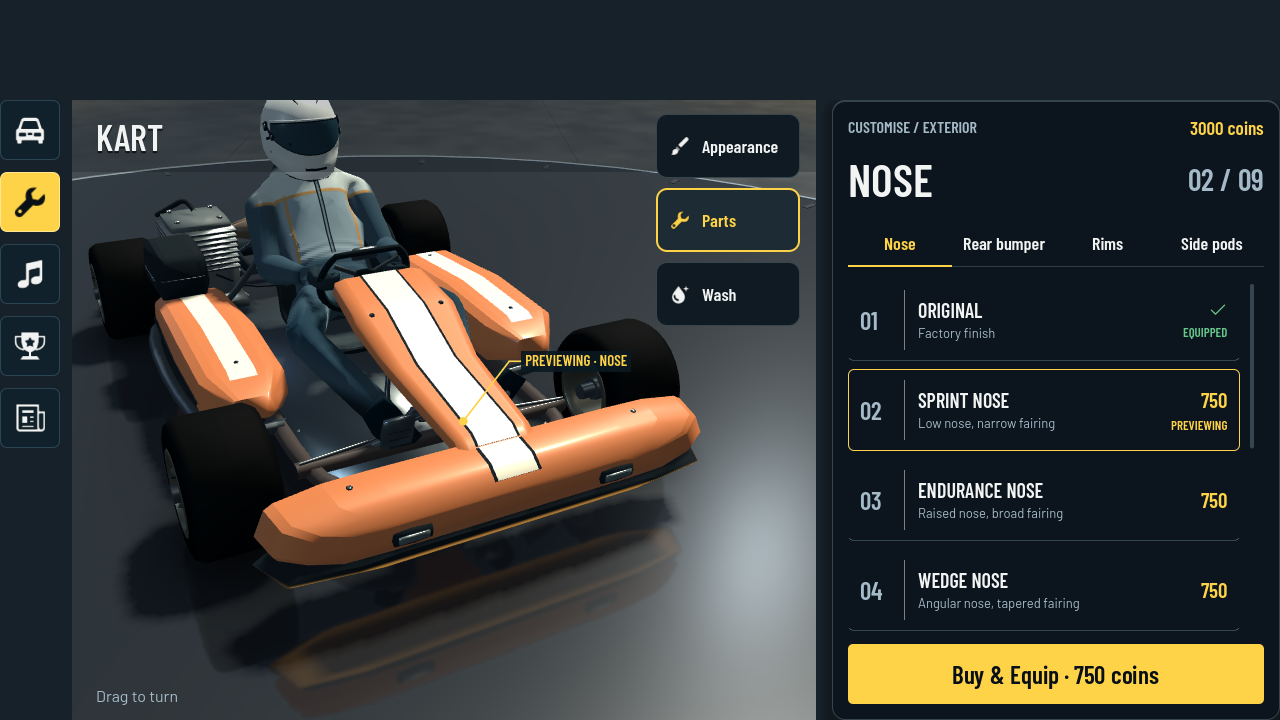 KART
Appearance
Parts
Wash
PREVIEWING · NOSE
Drag to turn
CUSTOMISE / EXTERIOR
3000 coins
NOSE
02 / 09
Nose
Rear bumper
Rims
Side pods
01
ORIGINAL
Factory finish
EQUIPPED
02
SPRINT NOSE
Low nose, narrow fairing
750
PREVIEWING
03
ENDURANCE NOSE
Raised nose, broad fairing
750
04
WEDGE NOSE
Angular nose, tapered fairing
750
Buy & Equip · 750 coins